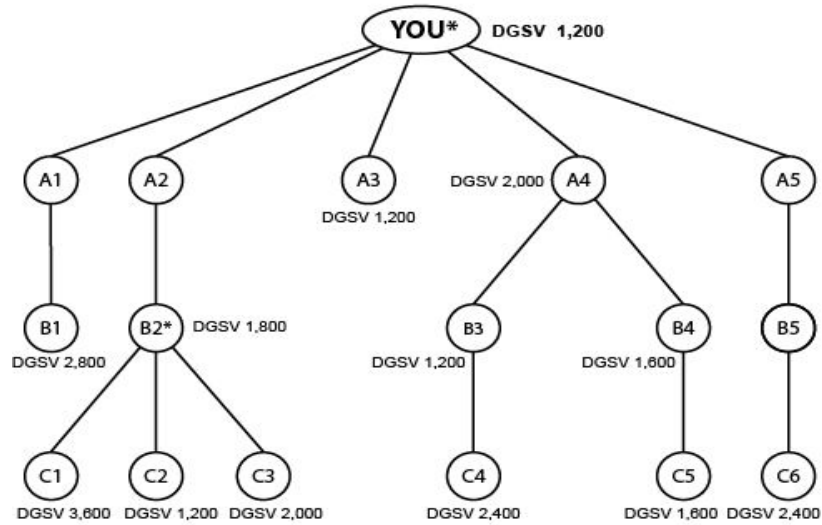 YOU* DGSV 1,200
A1 A2 A3 DGSV 2,000 A4 A5
DGSV 1,200
B1 B2* DGSV 1,800 B3 B4 B5
DGSV 2,800 DGSV 1,200 DGSV 1,600
C1 C2 C3 C4 C5 C6
DGSV 3,600 DGSV 1,200 DGSV 2,000 DGSV 2,400 DGSV 1,600 DGSV 2,400